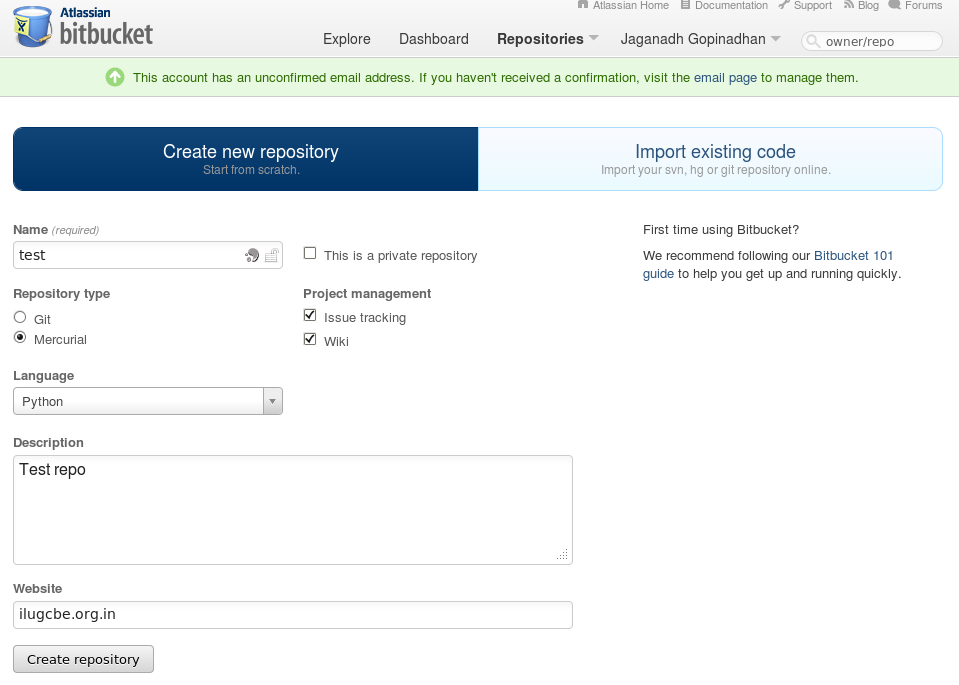 Atlassian Home Documentation Support Blog Forums
Atlassian
bitbucket
Explore Dashboard Repositories Jaganadh Gopinadhan owner/repo
This account has an unconfirmed email address. If you haven't received a confirmation, visit the email page to manage them.
Create new repository
Start from scratch.
Import existing code
Import your svn, hg or git repository online.
Name (required)
test
This is a private repository
Repository type
Git
Mercurial
Project management
Issue tracking
Wiki
Language
Python
Description
Test repo
Website
ilugcbe.org.in
Create repository
First time using Bitbucket?
We recommend following our Bitbucket 101
guide to help you get up and running quickly.